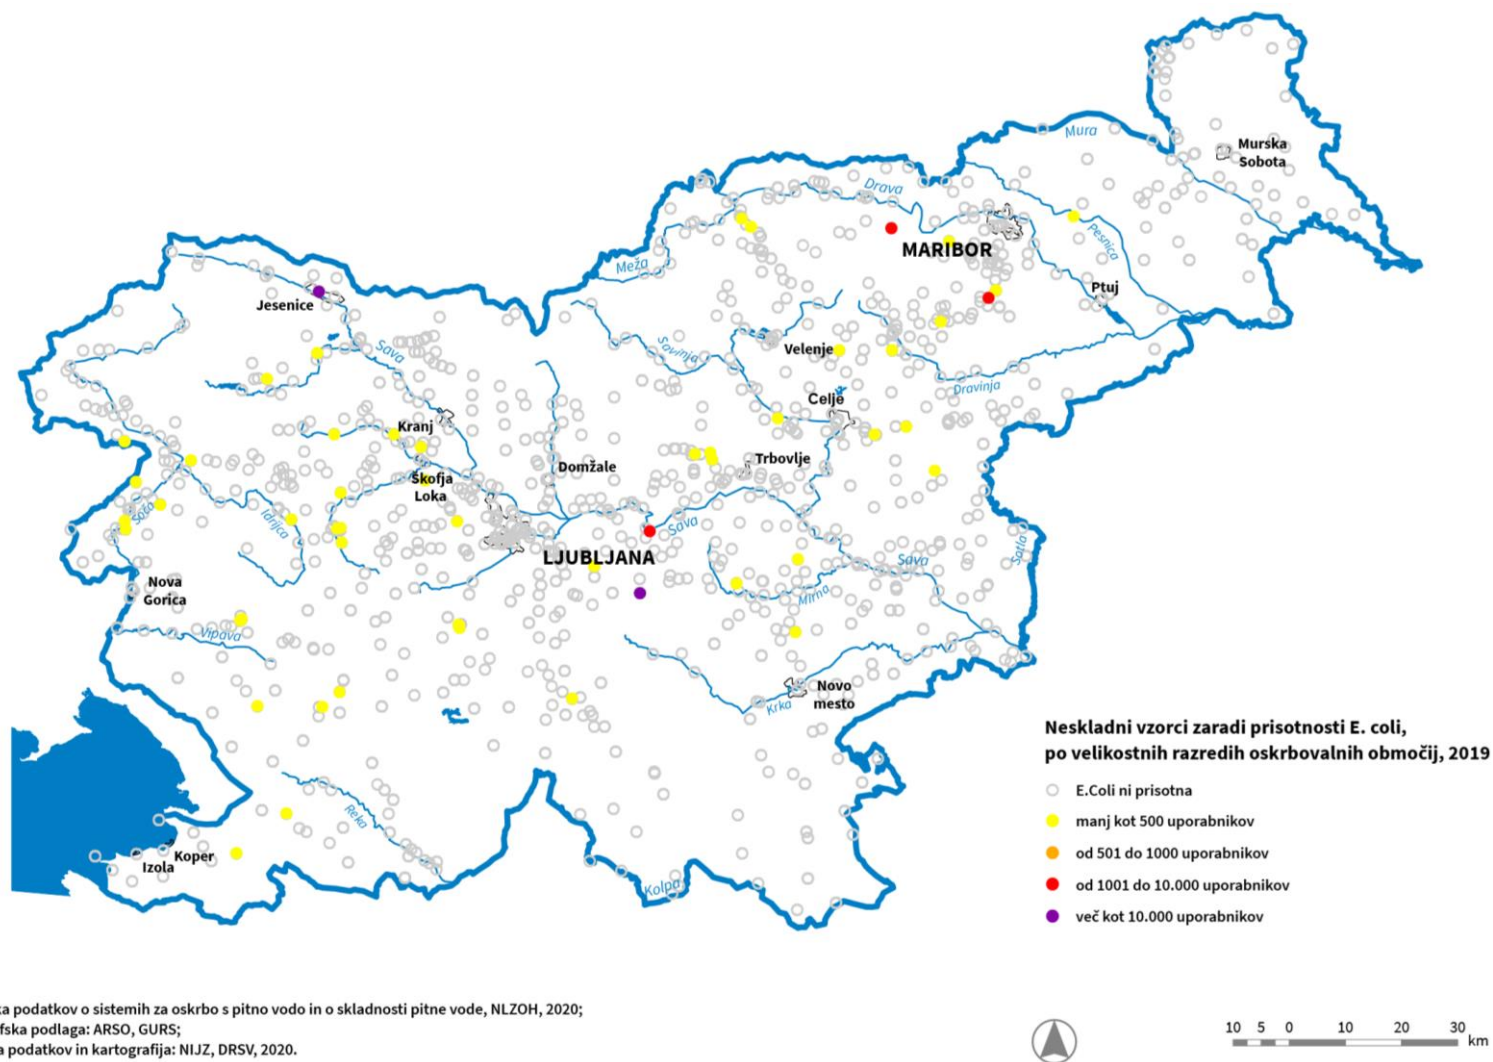 Mura
Murska
Sobota
Drava
MARIBOR
Pesnica
Meža
Ptuj
Jesenice
Sava
Savinja
Velenje
Dravinja
Celje
Kranj
Domžale
Trbovlje
Škofja
Loka
Soča
Idrijca
Sava
LJUBLJANA
Sava
Sotla
Nova
Gorica
Mirna
Vipava
Krka
Novo
mesto
Reka
Koper
Izola
Kolpa
Neskladni vzorci zaradi prisotnosti E. coli,
po velikostnih razredih oskrbovalnih območij, 2019
E.Coli ni prisotna
manj kot 500 uporabnikov
od 501 do 1000 uporabnikov
od 1001 do 10.000 uporabnikov
več kot 10.000 uporabnikov
podatkov o sistemih za oskrbo s pitno vodo in o skladnosti pitne vode, NLZOH, 2020;
podlaga: ARSO, GURS;
podatkov in kartografija: NIJZ, DRSV, 2020.
10 5 0 10 20 30
km